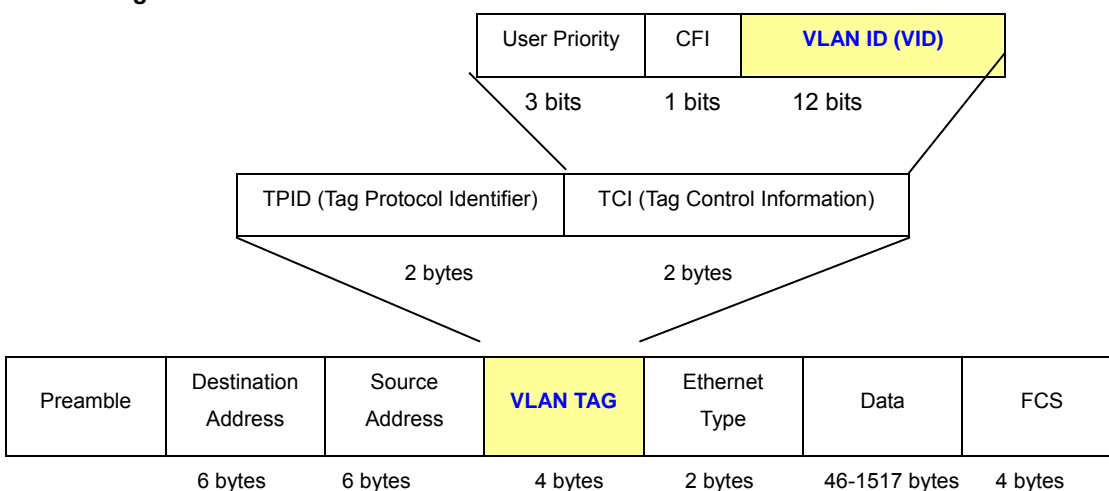 User Priority CFI VLAN ID (VID)
3 bits 1 bits 12 bits
TPID (Tag Protocol Identifier) TCI (Tag Control Information)
2 bytes 2 bytes
Preamble Destination Address Source Address VLAN TAG Ethernet Type Data FCS
6 bytes 6 bytes 4 bytes 2 bytes 46-1517 bytes 4 bytes